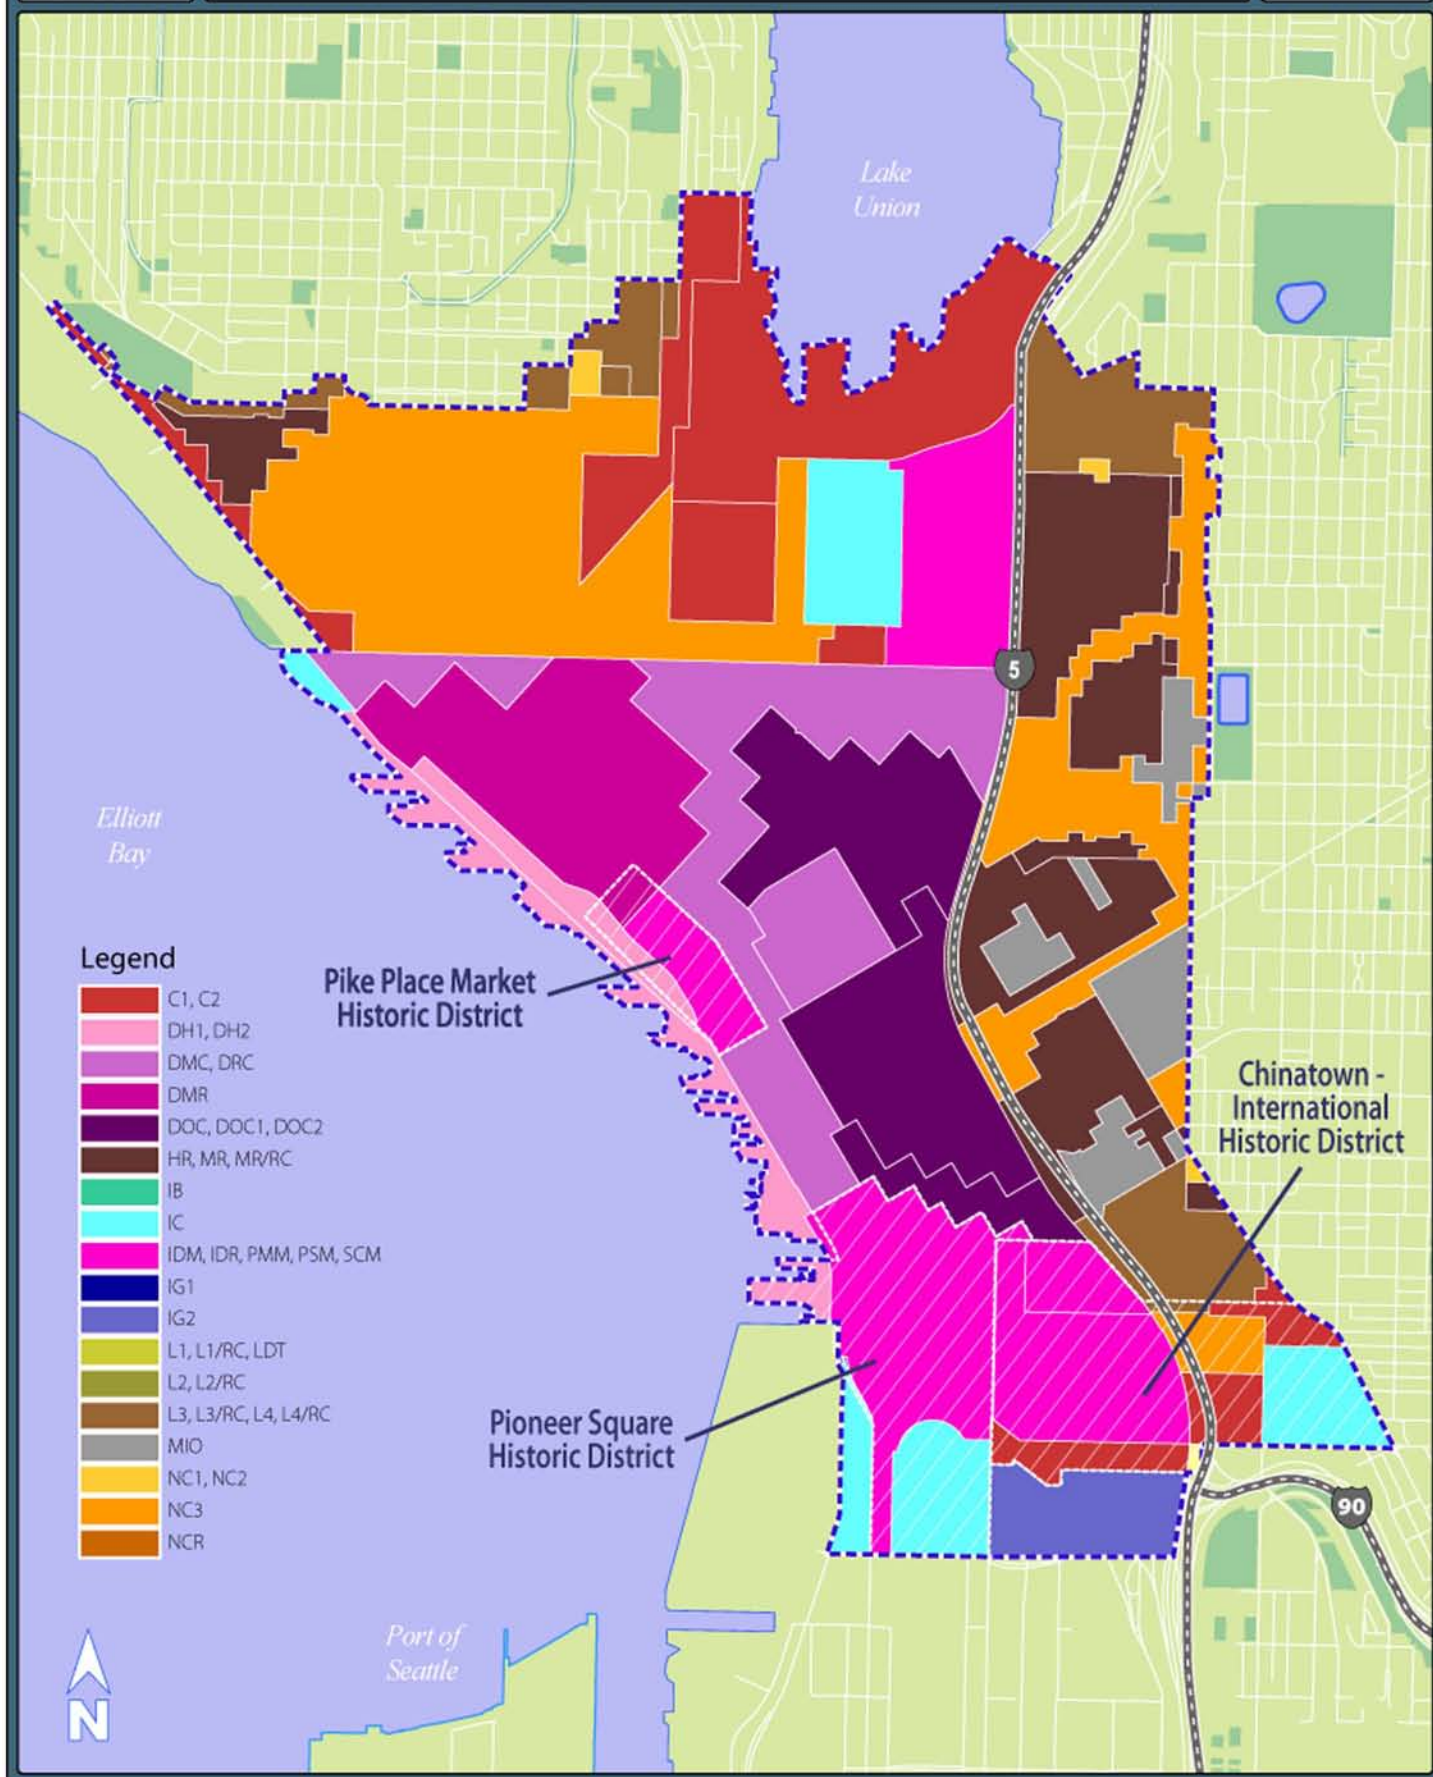 Lake
Union
5
Elliott
Bay
Legend
C1, C2
DH1, DH2
DMC, DRC
DMR
DOC, DOC1, DOC2
HR, MR, MR/RC
IB
IC
IDM, IDR, PMM, PSM, SCM
IG1
IG2
L1, L1/RC, LDT
L2, L2/RC
L3, L3/RC, L4, L4/RC
MIO
NC1, NC2
NC3
NCR
Pike Place Market
Historic District
Chinatown -
International
Historic District
Pioneer Square
Historic District
90
Port of
Seattle
N